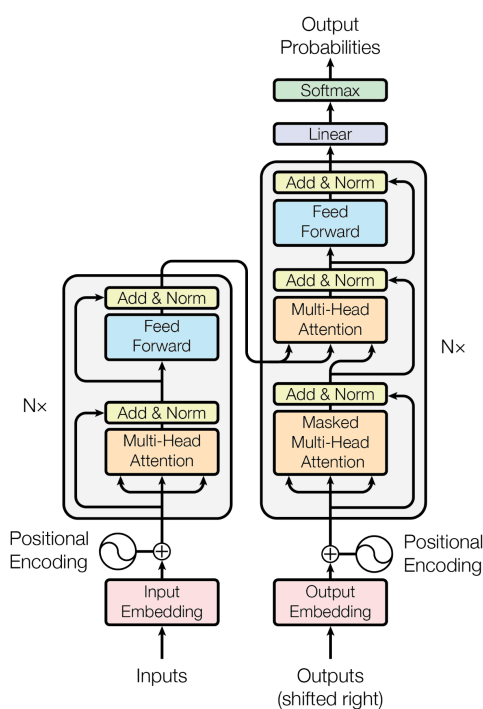 Output
Probabilities
Softmax
Linear
Add & Norm
Feed
Forward
Add & Norm
Multi-Head
Attention
Add & Norm
Masked
Multi-Head
Attention
N×
Add & Norm
Feed
Forward
Add & Norm
Multi-Head
Attention
N×
Positional
Encoding
Positional
Encoding
Input
Embedding
Output
Embedding
Inputs
Outputs
(shifted right)